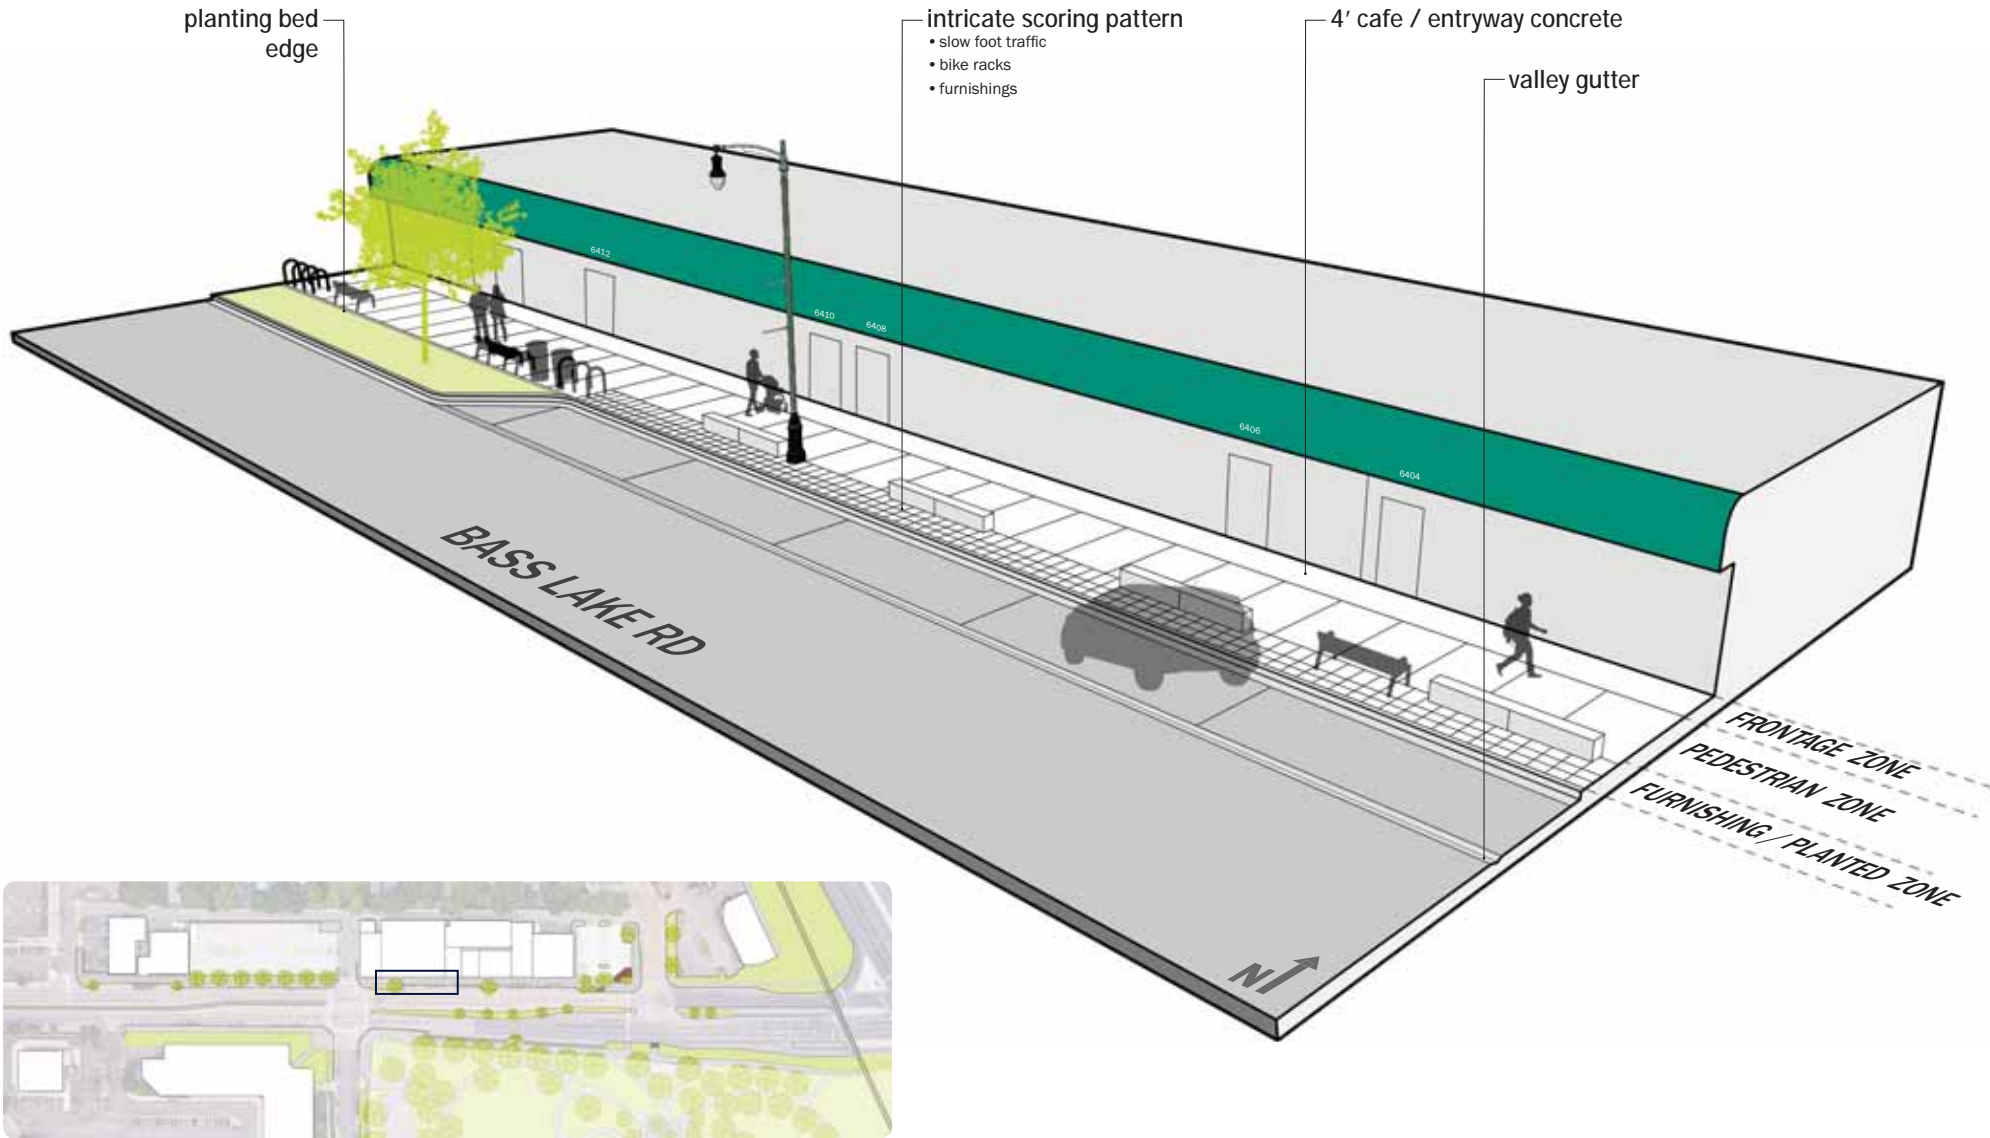 planting bed
edge
intricate scoring pattern
• slow foot traffic
• bike racks
• furnishings
4' cafe / entryway concrete
valley gutter
6412
6410
6408
6406
6404
BASS LAKE RD
FRONTAGE ZONE
PEDESTRIAN ZONE
FURNISHING / PLANTED ZONE
N